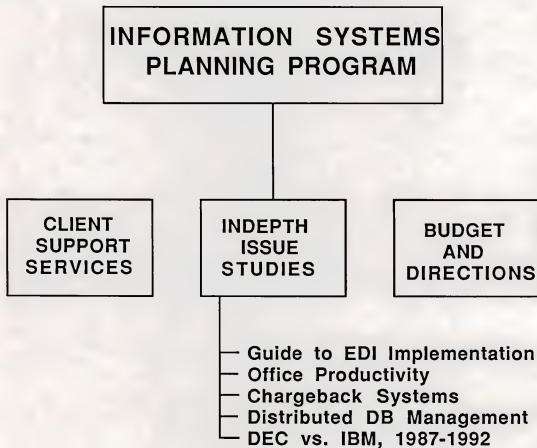 INFORMATION SYSTEMS
PLANNING PROGRAM
CLIENT
SUPPORT
SERVICES
INDEPTH
ISSUE
STUDIES
BUDGET
AND
DIRECTIONS
Guide to EDI Implementation
Office Productivity
Chargeback Systems
Distributed DB Management
DEC vs. IBM, 1987-1992